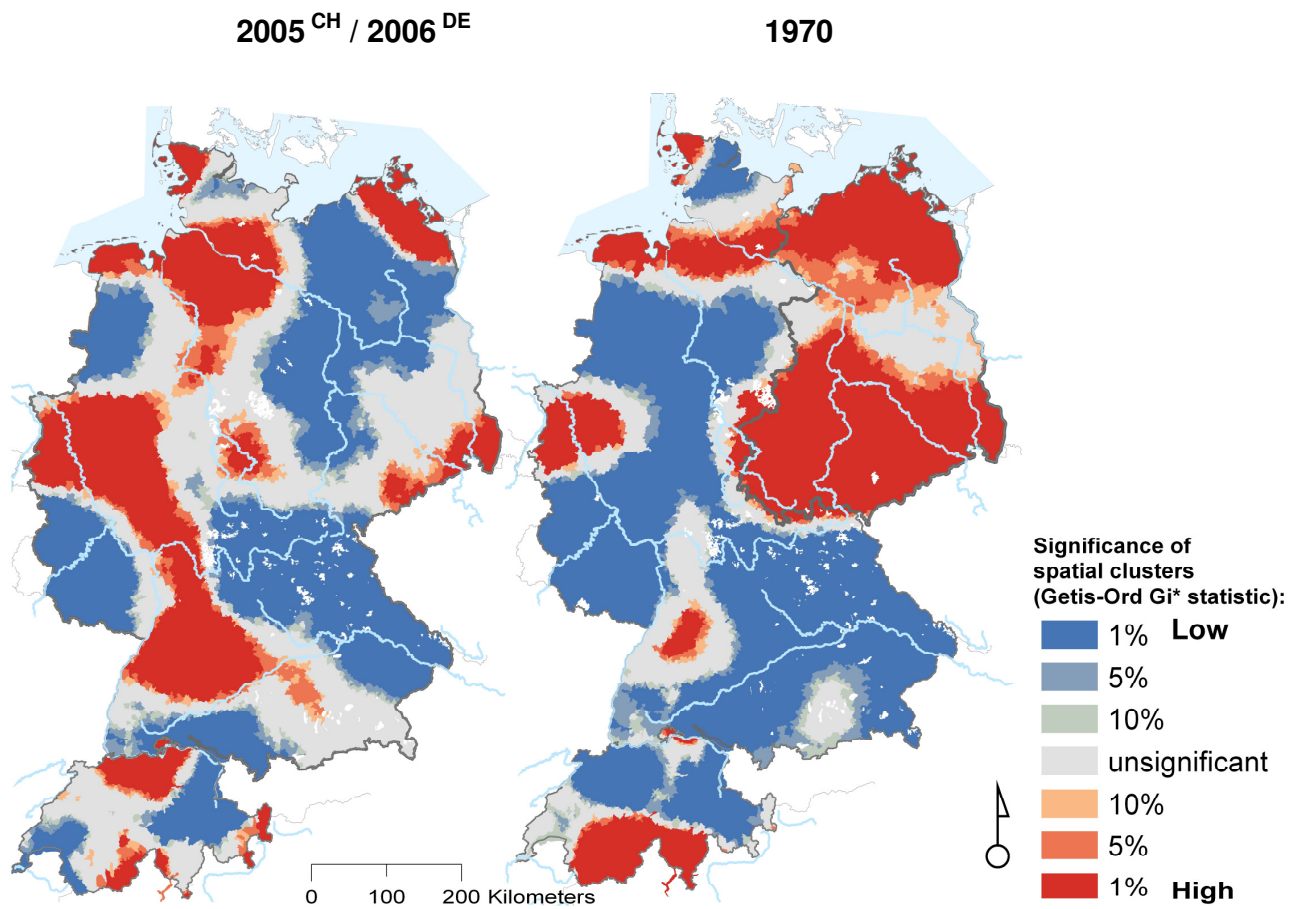 2005 CH / 2006 DE
1970
Significance of
spatial clusters
(Getis-Ord Gi* statistic):
1% Low
5%
10%
unsignificant
10%
5%
1% High
0 100 200 Kilometers